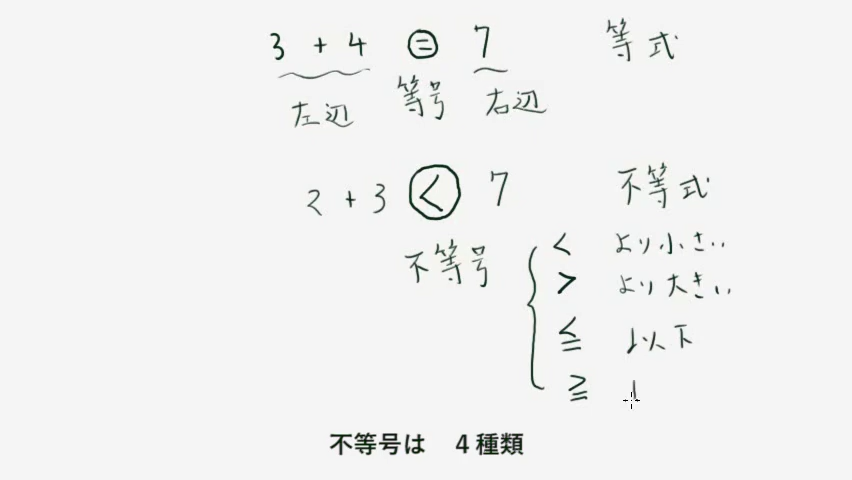 3 + 4 = 7 等式
左辺 等号 右辺
2 + 3 < 7 不等式
不等号
< より小さい
> より大きい
≦ 以下
≧
不等号は 4種類